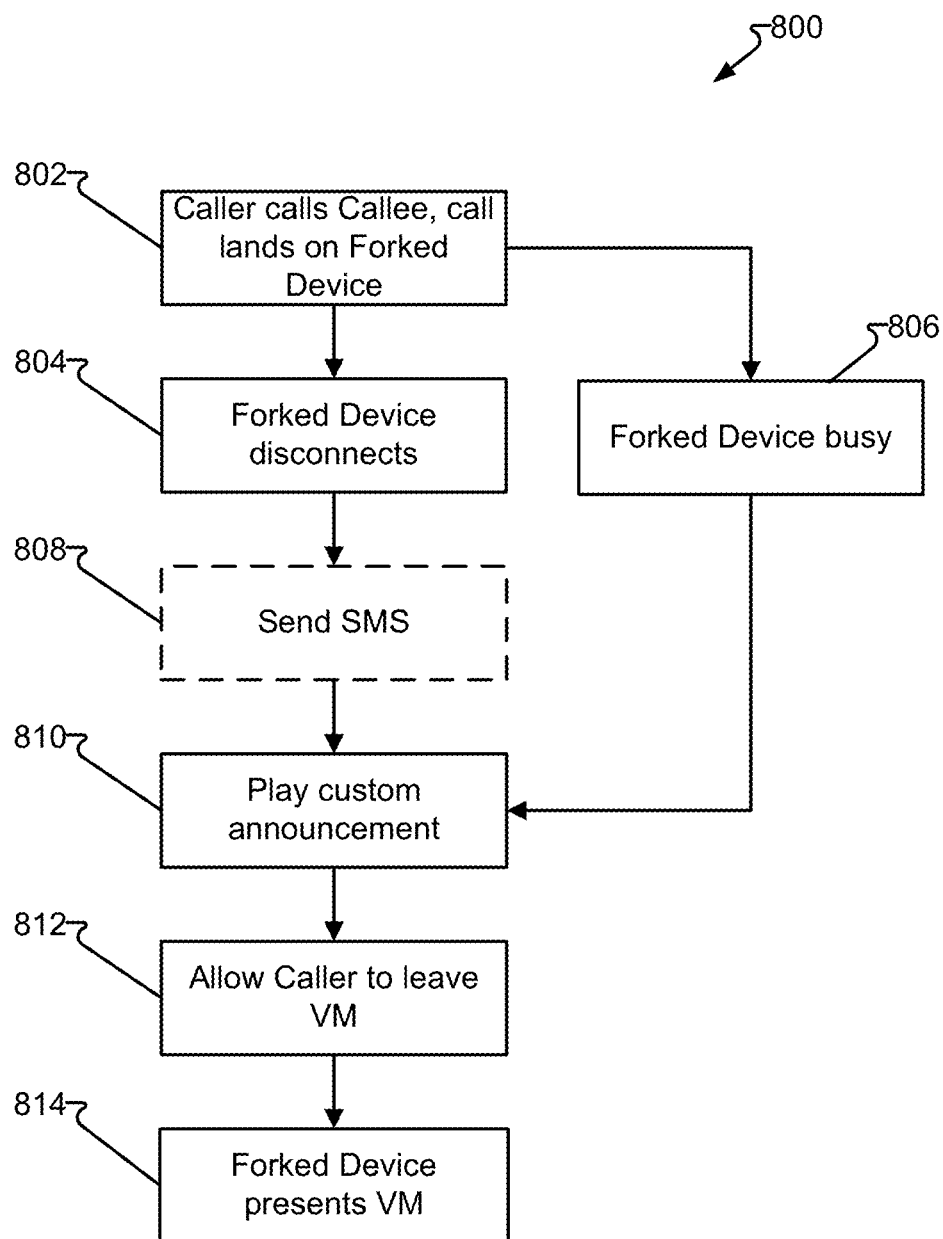 800
802
Caller calls Callee, call
lands on Forked
Device
804
Forked Device
disconnects
806
Forked Device busy
808
Send SMS
810
Play custom
announcement
812
Allow Caller to leave
VM
814
Forked Device
presents VM